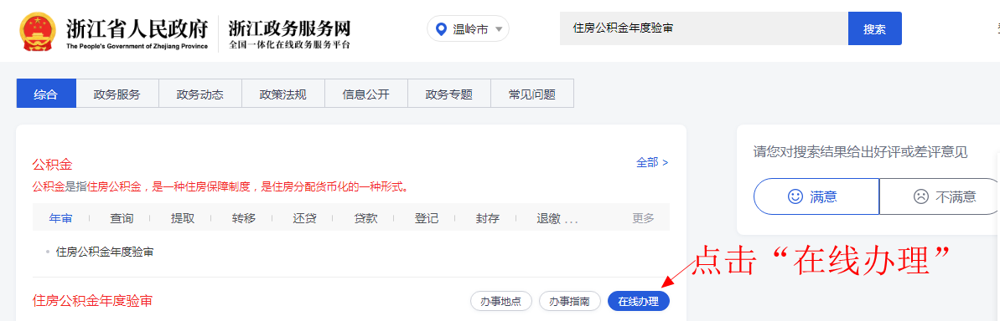 浙江省人民政府
The People's Government of Zhejiang Province
浙江政务服务网
全国一体化在线政务服务平台
温岭市
住房公积金年度验审
搜索
综合 政务服务 政务动态 政策法规 信息公开 政务专题 常见问题
公积金
全部 >
请您对搜索结果给出好评或差评意见
公积金是指住房公积金，是一种住房保障制度，是住房分配货币化的一种形式。
满意 不满意
年审 查询 提取 转移 还贷 贷款 登记 封存 退缴 ... 更多
住房公积金年度验审
点击“在线办理”
住房公积金年度验审
办事地点 办事指南 在线办理